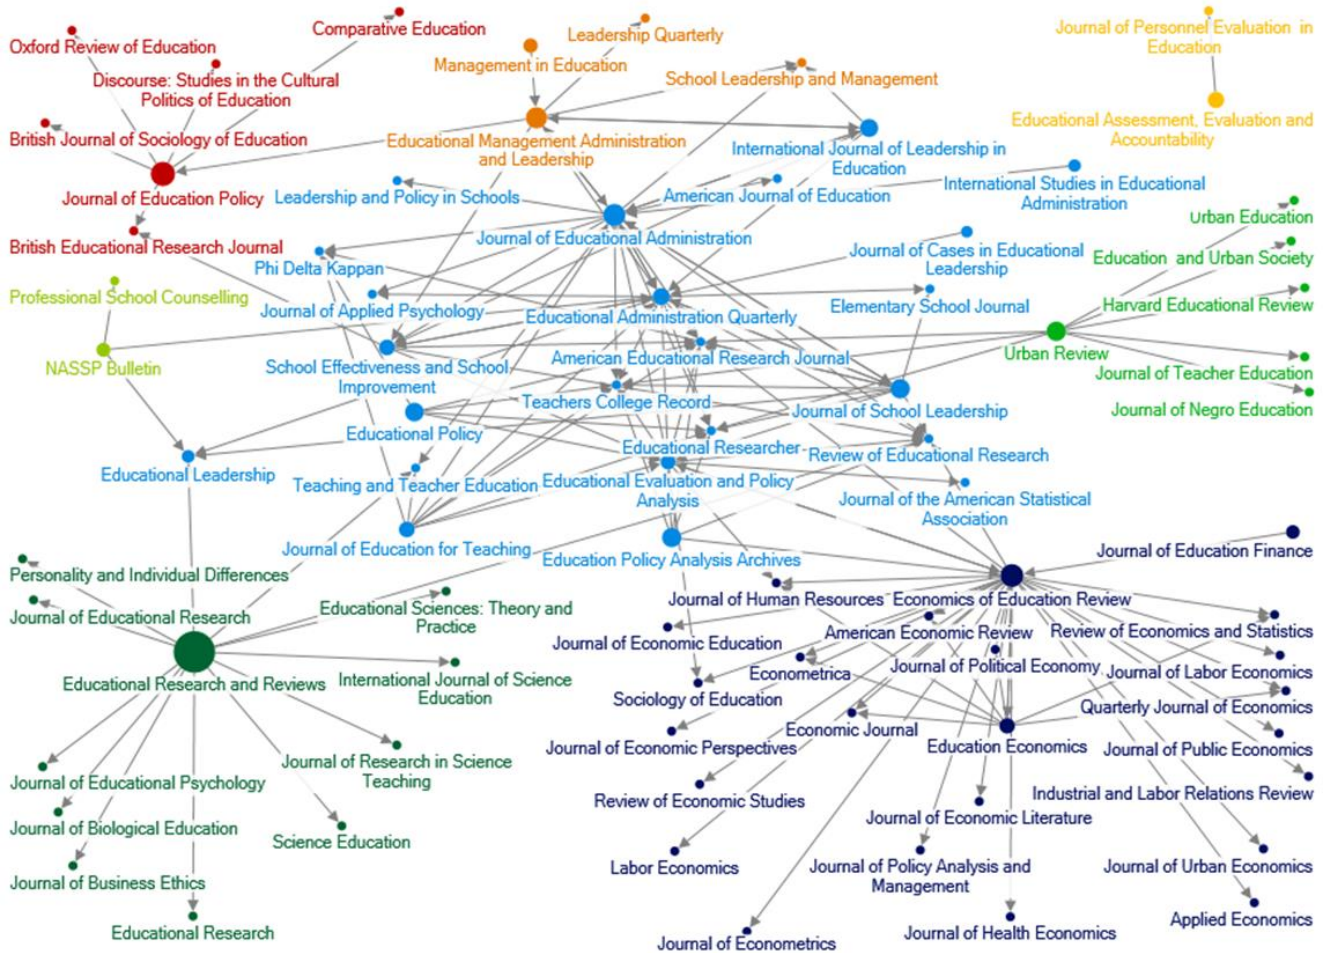 Comparative Education
Leadership Quarterly
Journal of Personnel Evaluation in
Education
Oxford Review of Education
Management in Education
School Leadership and Management
Discourse: Studies in the Cultural
Politics of Education
Educational Assessment, Evaluation and
Accountability
British Journal of Sociology of Education
Educational Management Administration
and Leadership
International Journal of Leadership in
Education
Journal of Education Policy
Leadership and Policy in Schools
American Journal of Education
International Studies in Educational
Administration
Urban Education
British Educational Research Journal
Journal of Educational Administration
Journal of Cases in Educational
Leadership
Education and Urban Society
Phi Delta Kappan
Professional School Counselling
Journal of Applied Psychology
Educational Administration Quarterly
Elementary School Journal
Harvard Educational Review
NASSP Bulletin
School Effectiveness and School
Improvement
American Educational Research Journal
Urban Review
Journal of Teacher Education
Teachers College Record
Journal of School Leadership
Journal of Negro Education
Educational Policy
Educational Researcher
Review of Educational Research
Educational Leadership
Teaching and Teacher Education
Educational Evaluation and Policy
Analysis
Journal of the American Statistical
Association
Journal of Education for Teaching
Education Policy Analysis Archives
Journal of Education Finance
Personality and Individual Differences
Journal of Educational Research
Educational Sciences: Theory and
Practice
Journal of Human Resources
Economics of Education Review
Journal of Economic Education
American Economic Review
Review of Economics and Statistics
Educational Research and Reviews
International Journal of Science
Education
Econometrica
Journal of Political Economy
Journal of Labor Economics
Sociology of Education
Quarterly Journal of Economics
Economic Journal
Journal of Economic Perspectives
Education Economics
Journal of Public Economics
Journal of Research in Science
Teaching
Journal of Educational Psychology
Review of Economic Studies
Industrial and Labor Relations Review
Journal of Economic Literature
Journal of Biological Education
Science Education
Labor Economics
Journal of Policy Analysis and
Management
Journal of Urban Economics
Journal of Business Ethics
Applied Economics
Educational Research
Journal of Econometrics
Journal of Health Economics